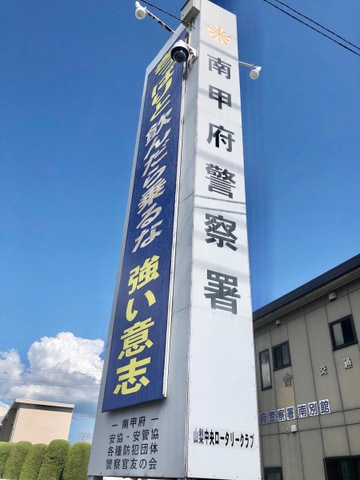 南甲府警察署
飲んだら乗るな 強い意志
― 南甲府 ―
安協・安管協
各種防犯団体
警察官友の会
山梨中央ロータリークラブ
府警察署南別館
交通